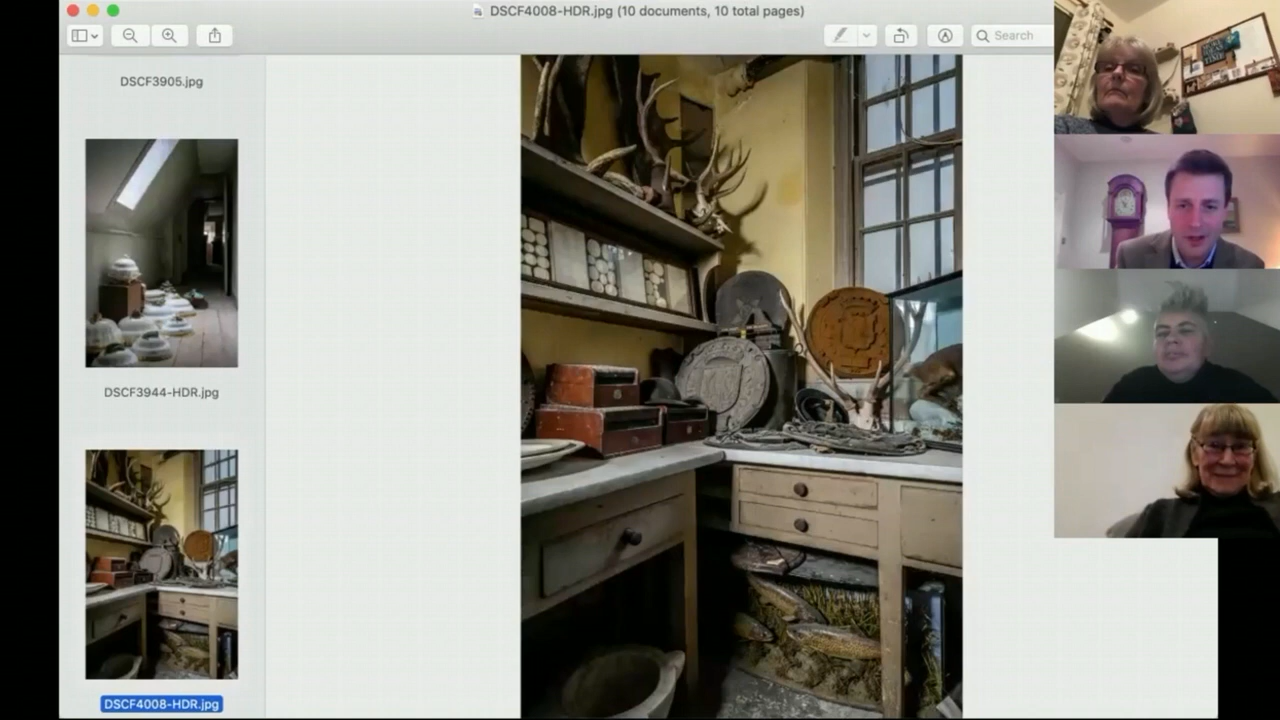 DSCF4008-HDR.jpg (10 documents, 10 total pages)
Search
DSCF3905.jpg
DSCF3944-HDR.jpg
DSCF4008-HDR.jpg